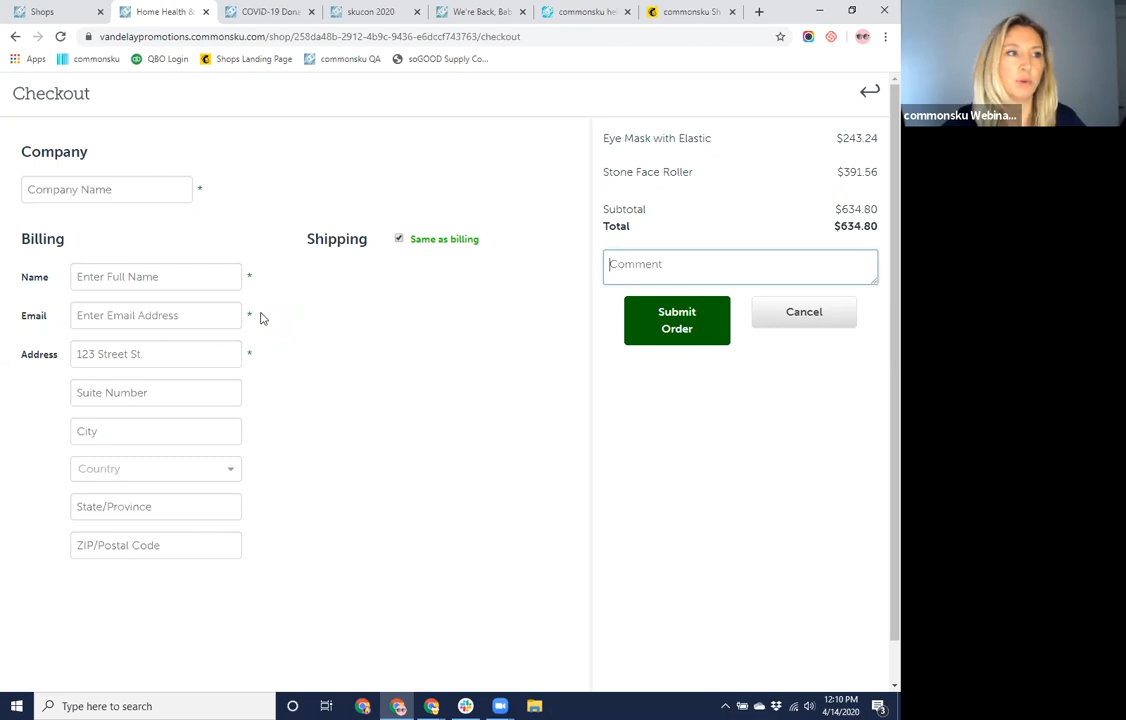 Shops
Home Health &
COVID-19 Dona
skucon 2020
We're Back, Bab
commonsku he
commonsku Sh
vandelaypromotions.commonsku.com/shop/258da48b-2912-4b9c-9436-e6dccf743763/checkout
Apps
commonsku
QBO Login
Shops Landing Page
commonsku QA
soGOOD Supply Co...
commonsku Webina...
Checkout
Company
Company Name *
Billing
Shipping
Same as billing
Name
Enter Full Name *
Email
Enter Email Address *
Address
123 Street St. *
Suite Number
City
Country
State/Province
ZIP/Postal Code
Eye Mask with Elastic $243.24
Stone Face Roller $391.56
Subtotal $634.80
Total $634.80
Comment
Submit
Order
Cancel
Type here to search
12:10 PM
4/14/2020
3